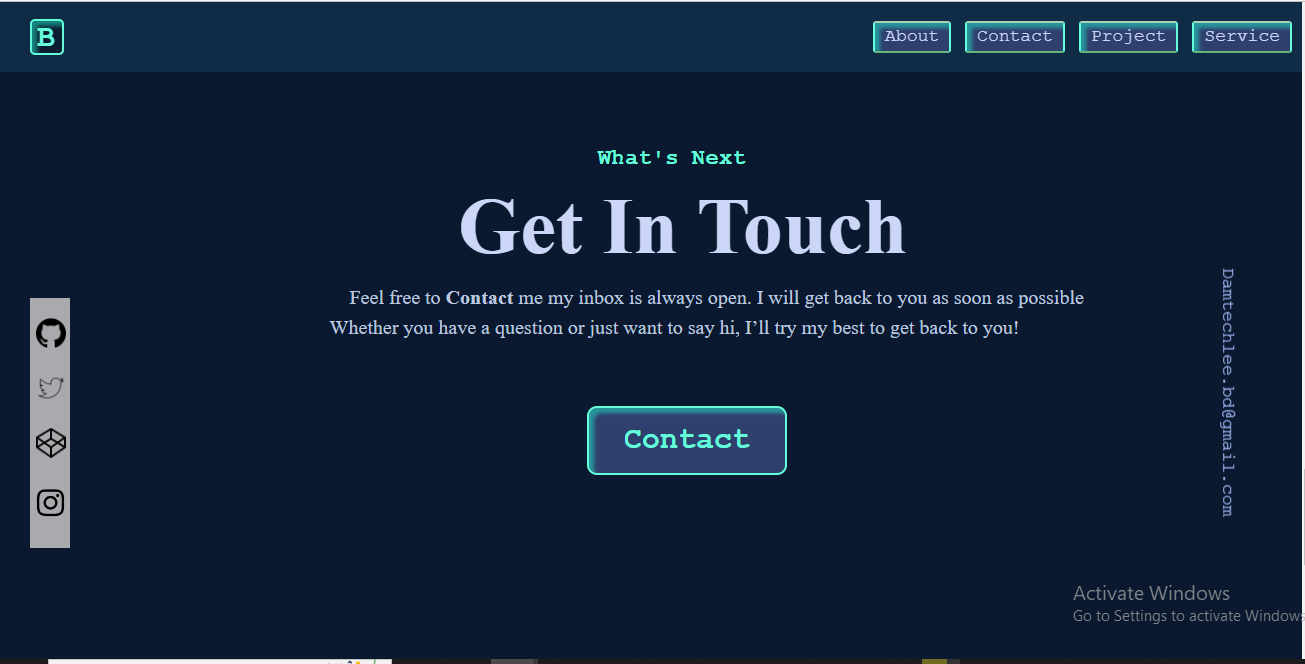 B
About Contact Project Service
What's Next
Get In Touch
Feel free to Contact me my inbox is always open. I will get back to you as soon as possible
Whether you have a question or just want to say hi, I’ll try my best to get back to you!
Contact
Damtechlee.bd@gmail.com
Activate Windows
Go to Settings to activate Windows